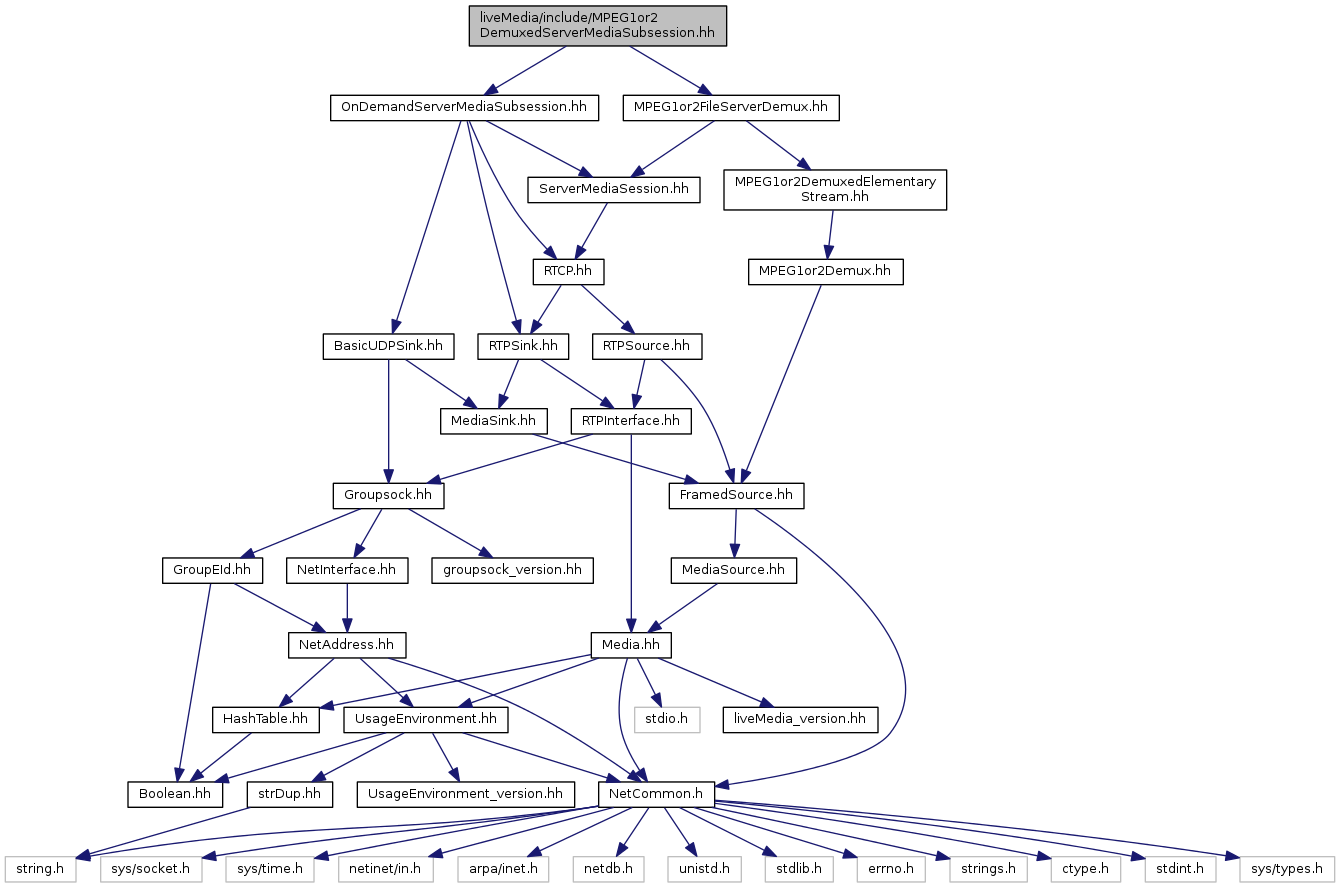 liveMedia/include/MPEG1or2
DemuxedServerMediaSubsession.hh
OnDemandServerMediaSubsession.hh
MPEG1or2FileServerDemux.hh
ServerMediaSession.hh
MPEG1or2DemuxedElementary
Stream.hh
RTCP.hh
MPEG1or2Demux.hh
BasicUDPSink.hh
RTPSink.hh
RTPSource.hh
MediaSink.hh
RTPInterface.hh
Groupsock.hh
FramedSource.hh
GroupEId.hh
NetInterface.hh
groupsock_version.hh
MediaSource.hh
NetAddress.hh
Media.hh
HashTable.hh
UsageEnvironment.hh
stdio.h
liveMedia_version.hh
Boolean.hh
strDup.hh
UsageEnvironment_version.hh
NetCommon.h
string.h
sys/socket.h
sys/time.h
netinet/in.h
arpa/inet.h
netdb.h
unistd.h
stdlib.h
errno.h
strings.h
ctype.h
stdint.h
sys/types.h